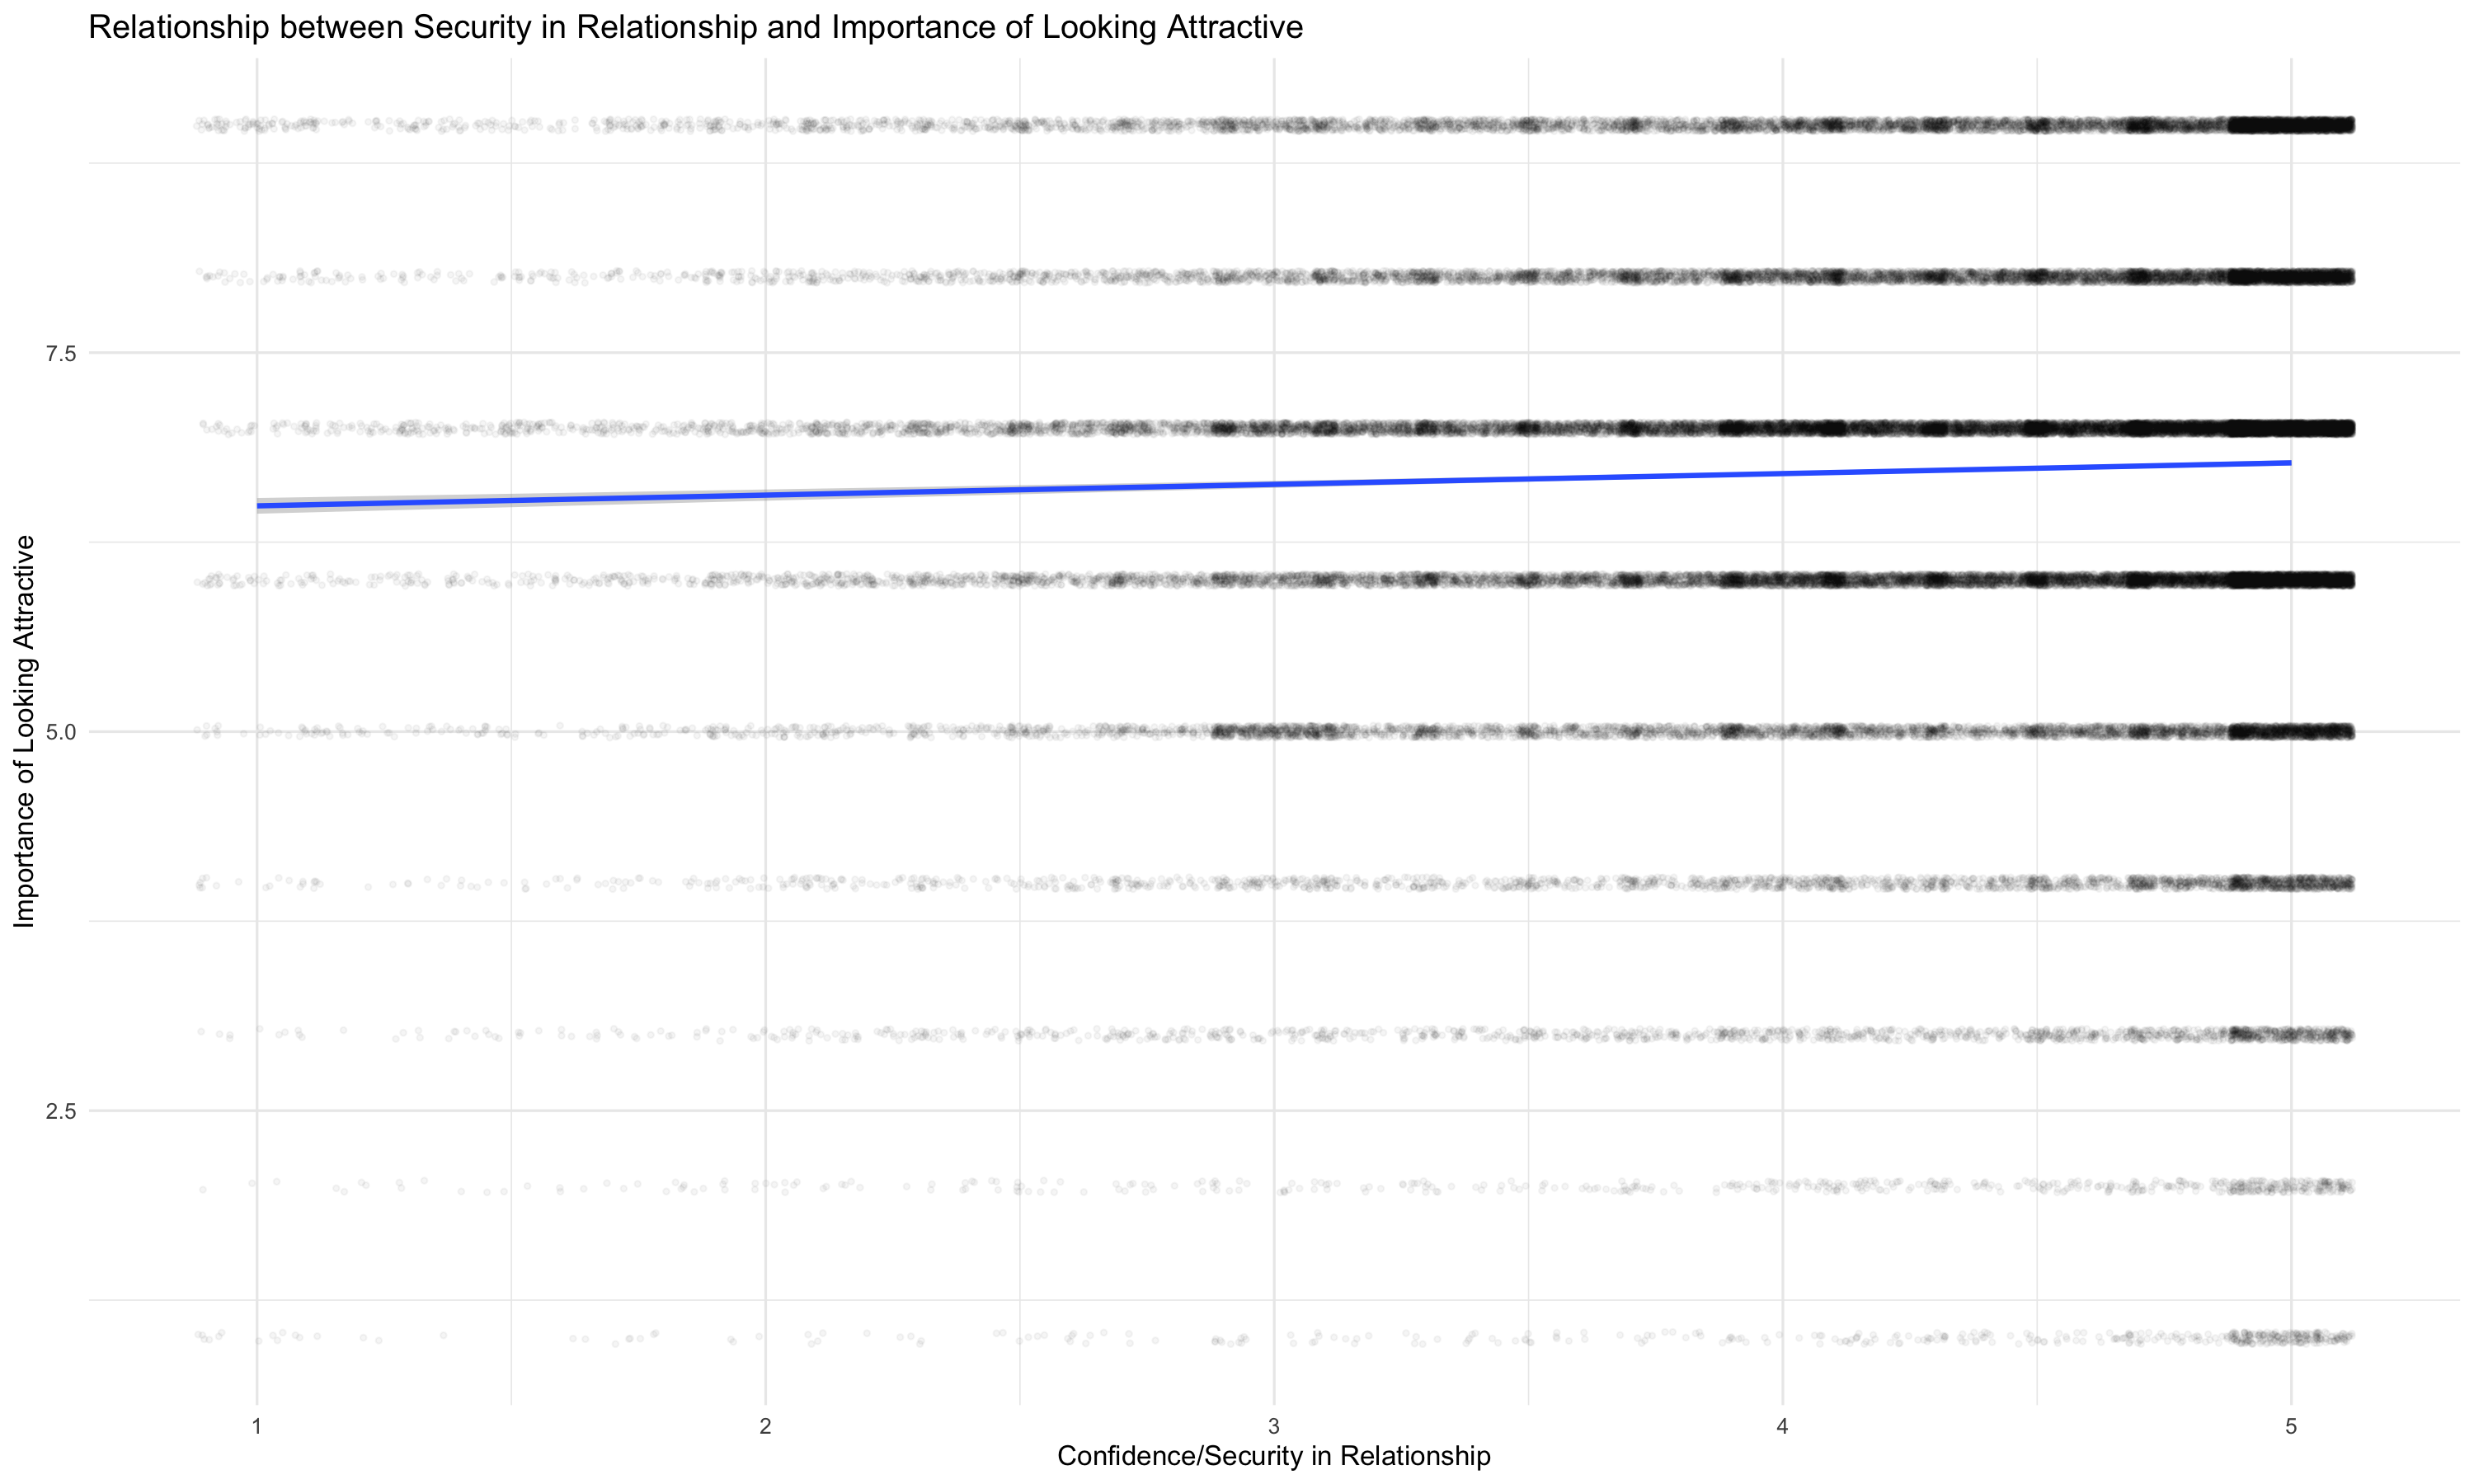 Relationship between Security in Relationship and Importance of Looking Attractive
Importance of Looking Attractive
7.5
5.0
2.5
1
2
3
4
5
Confidence/Security in Relationship